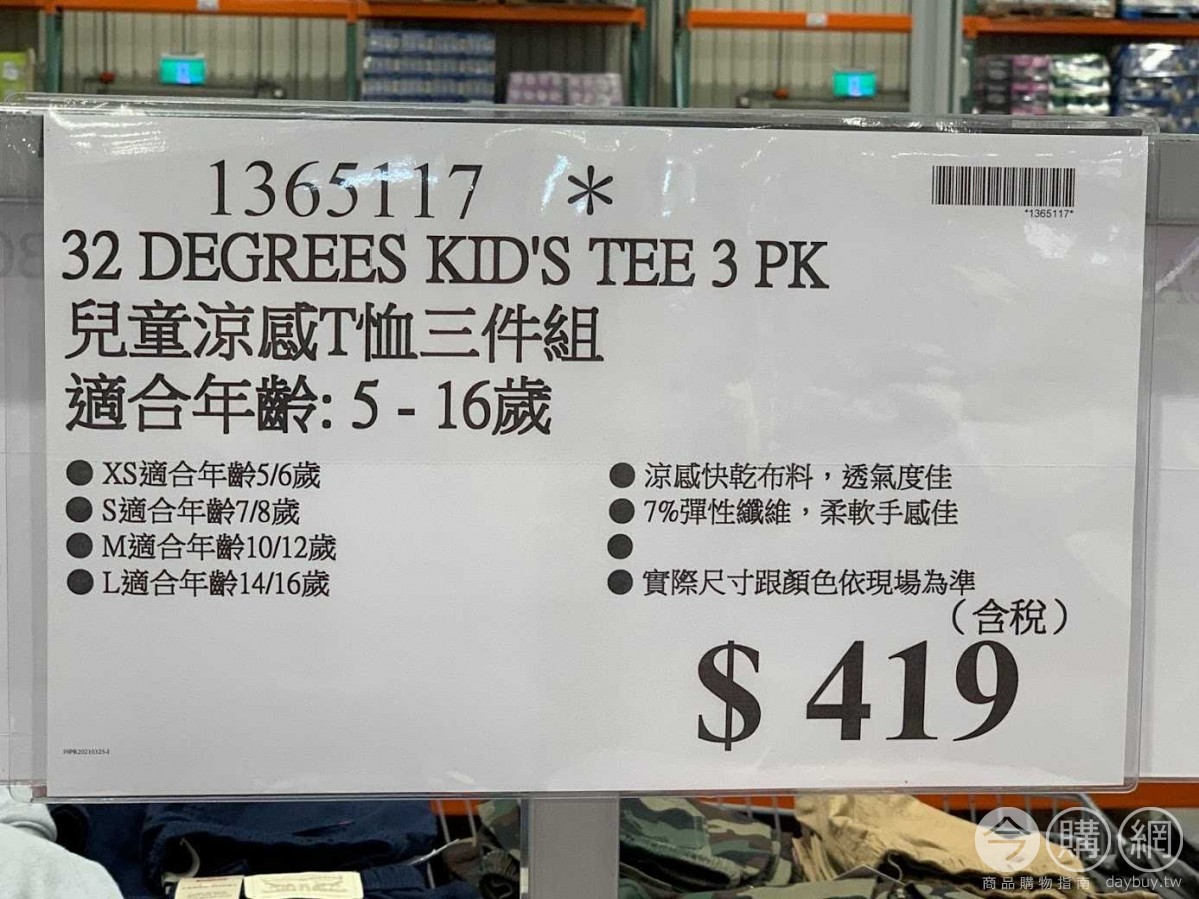 1365117 *
*1365117*
32 DEGREES KID'S TEE 3 PK
兒童涼感T恤三件組
適合年齡: 5 - 16歲
● XS適合年齡5/6歲
● S適合年齡7/8歲
● M適合年齡10/12歲
● L適合年齡14/16歲
● 涼感快乾布料，透氣度佳
● 7%彈性纖維，柔軟手感佳
●
● 實際尺寸跟顏色依現場為準
（含稅）
$ 419
今購網
商品購物指南 daybuy.tw